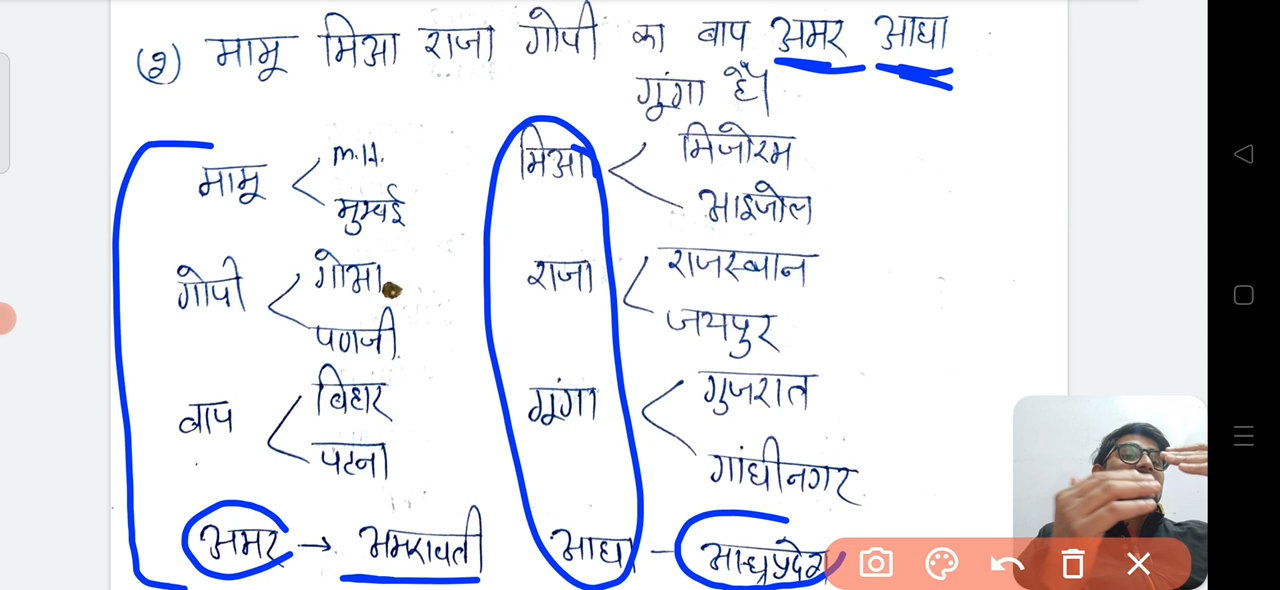 (2) मामू मिआ राजा गोपी का बाप अमर आधा
गूंगा है।
मामू
M.H.
मुम्बई
मिआ
मिजोरम
आइजोल
गोपी
गोआ
पणजी
राजा
राजस्थान
जयपुर
बाप
बिहार
पटना
गूंगा
गुजरात
गांधीनगर
अमर → अमरावती
आधा - आन्ध्रप्रदेश